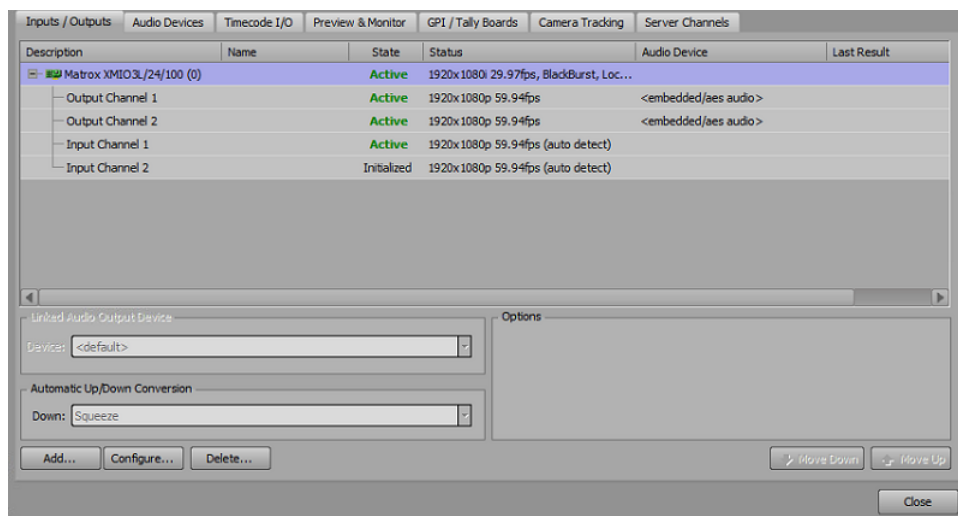 Inputs / Outputs Audio Devices Timecode I/O Preview & Monitor GPI / Tally Boards Camera Tracking Server Channels
Description Name State Status Audio Device Last Result
Matrox XMIO3L/24/100 (0) Active 1920x1080i 29.97fps, BlackBurst, Loc...
Output Channel 1 Active 1920x1080p 59.94fps <embedded/aes audio>
Output Channel 2 Active 1920x1080p 59.94fps <embedded/aes audio>
Input Channel 1 Active 1920x1080p 59.94fps (auto detect)
Input Channel 2 Initialized 1920x1080p 59.94fps (auto detect)
Linked Audio Output Device Options
Device: <default>
Automatic Up/Down Conversion
Down: Squeeze
Add... Configure... Delete... Move Down Move Up
Close